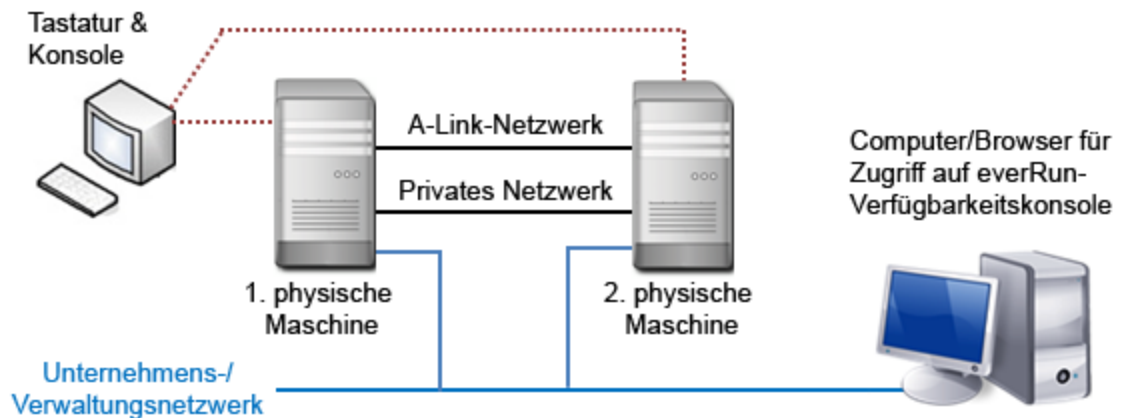 Tastatur &
Konsole
A-Link-Netzwerk
Privates Netzwerk
Computer/Browser für
Zugriff auf everRun-
Verfügbarkeitskonsole
1. physische
Maschine
2. physische
Maschine
Unternehmens-/
Verwaltungsnetzwerk